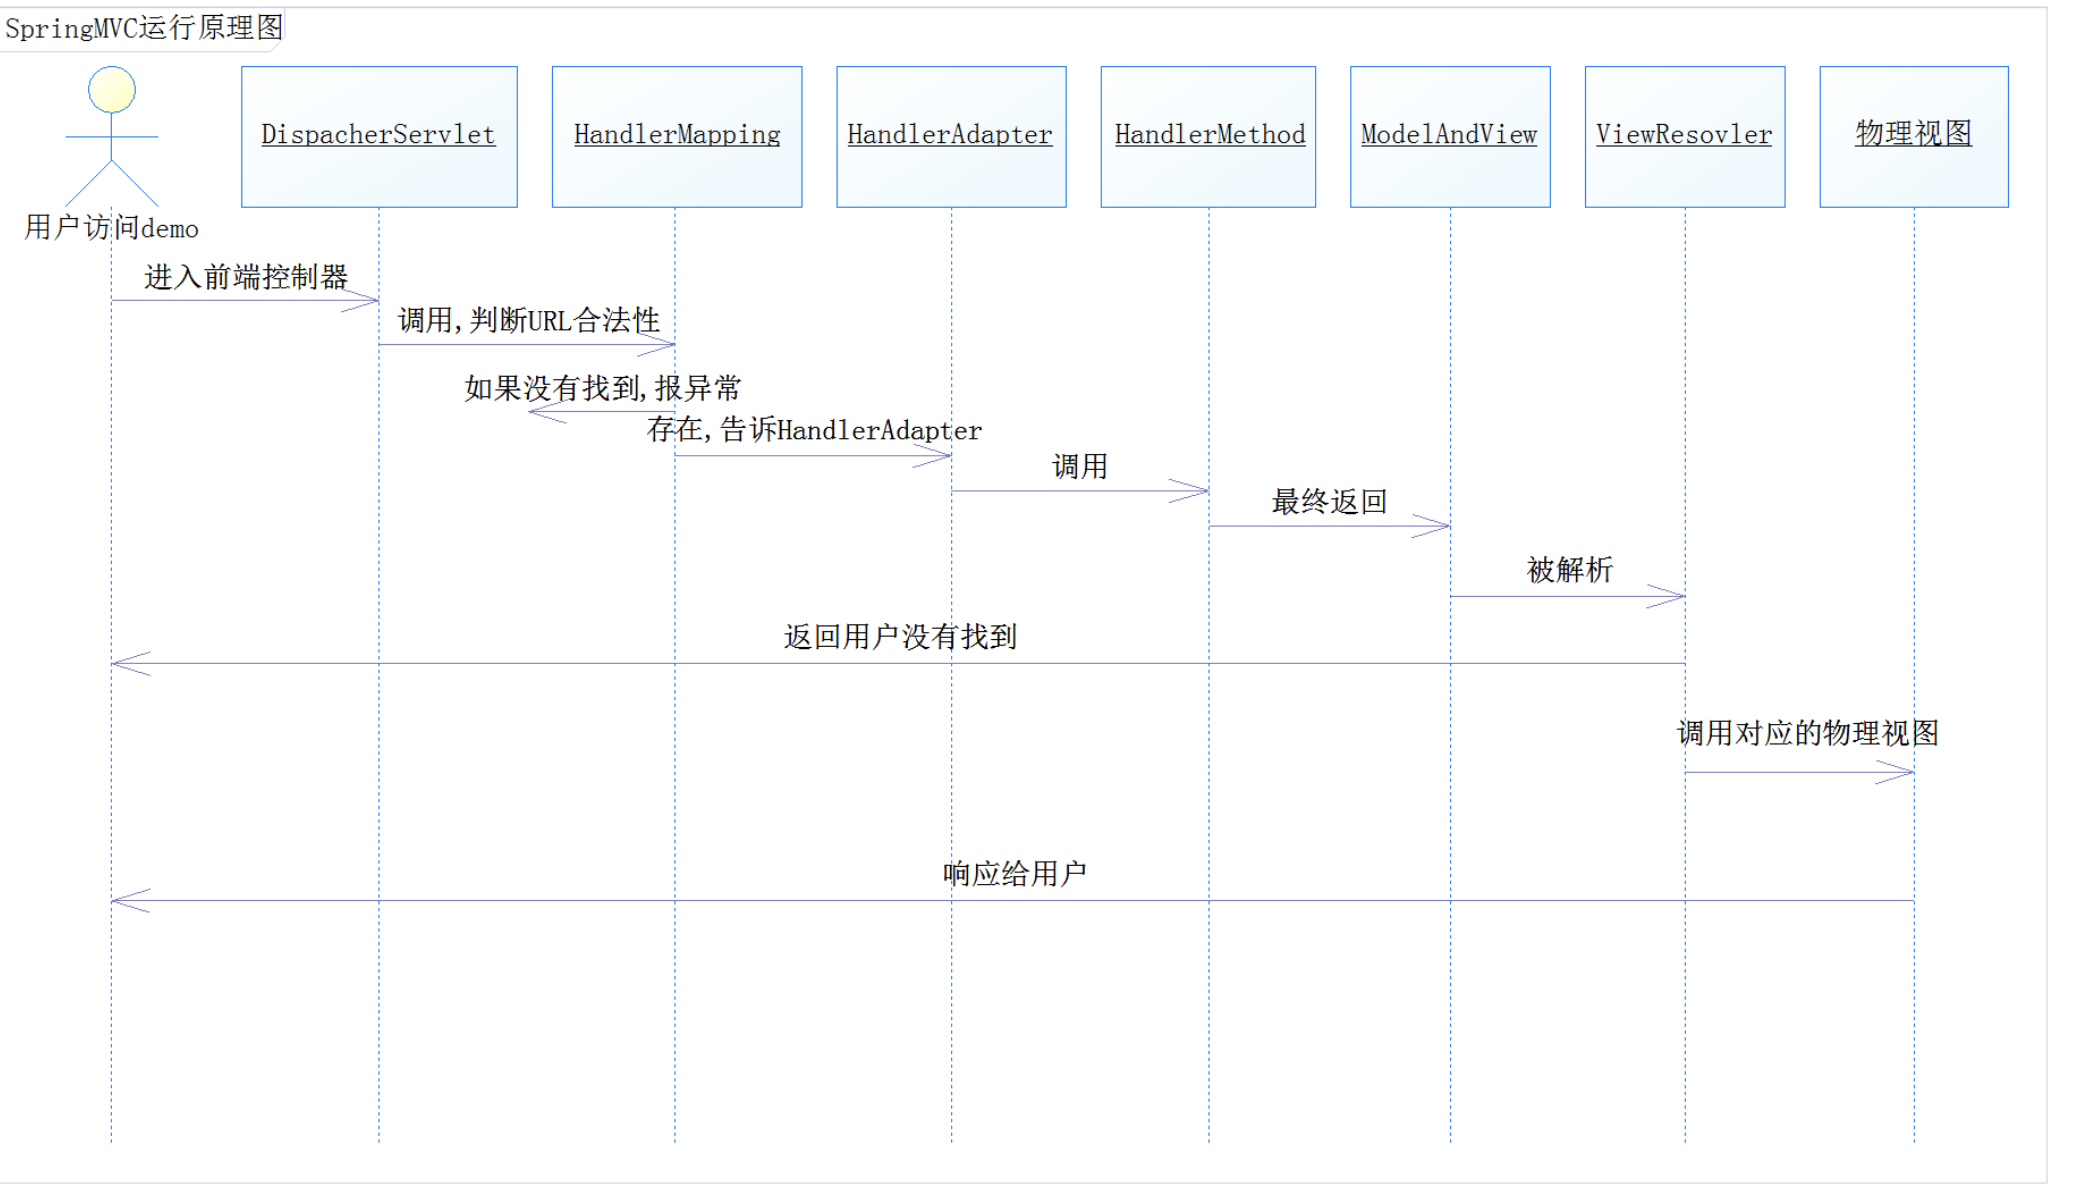 SpringMVC运行原理图
DispacherServlet
HandlerMapping
HandlerAdapter
HandlerMethod
ModelAndView
ViewResovler
物理视图
用户访问demo
进入前端控制器
调用,判断URL合法性
如果没有找到,报异常
存在,告诉HandlerAdapter
调用
最终返回
被解析
返回用户没有找到
调用对应的物理视图
响应给用户